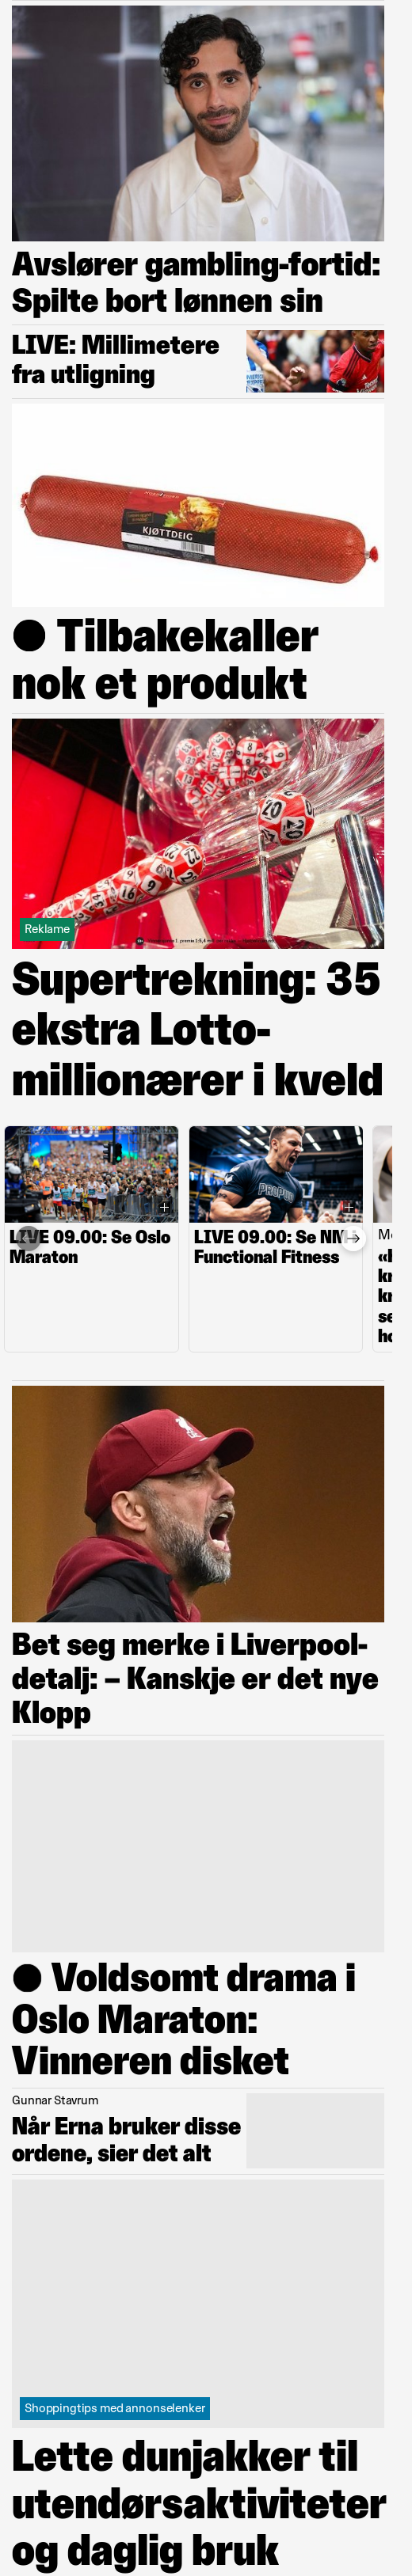 Avslører gambling-fortid:
Spilte bort lønnen sin
LIVE: Millimetere
fra utligning
KJØTTDEIG
● Tilbakekaller
nok et produkt
20
20
22
Reklame
Supertrekning: 35
ekstra Lotto-
millionærer i kveld
LIVE 09.00: Se Oslo
Maraton
LIVE 09.00: Se NM i
Functional Fitness
Bet seg merke i Liverpool-
detalj: – Kanskje er det nye
Klopp
● Voldsomt drama i
Oslo Maraton:
Vinneren disket
Gunnar Stavrum
Når Erna bruker disse
ordene, sier det alt
Shoppingtips med annonselenker
Lette dunjakker til
utendørsaktiviteter
og daglig bruk